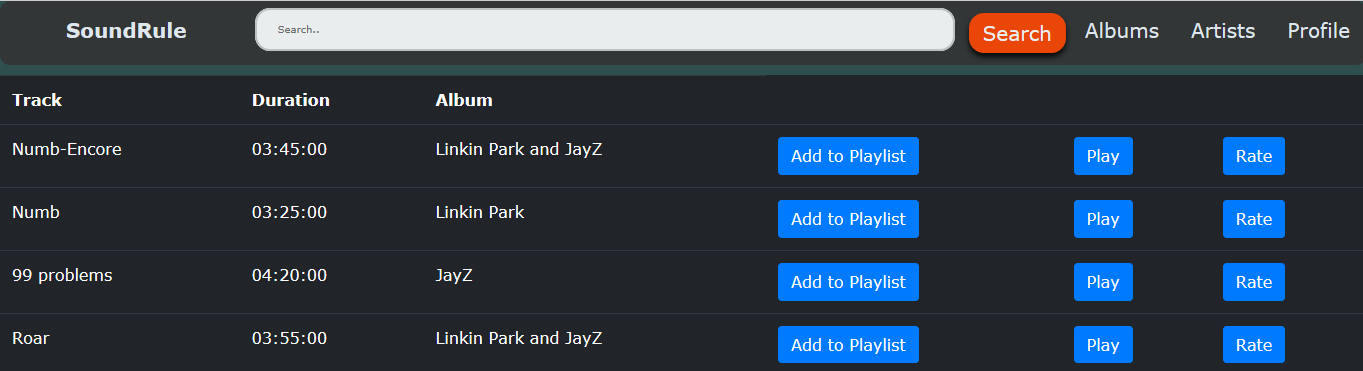 SoundRule Search.. Search Albums Artists Profile
Track Duration Album
Numb-Encore 03:45:00 Linkin Park and JayZ Add to Playlist Play Rate
Numb 03:25:00 Linkin Park Add to Playlist Play Rate
99 problems 04:20:00 JayZ Add to Playlist Play Rate
Roar 03:55:00 Linkin Park and JayZ Add to Playlist Play Rate